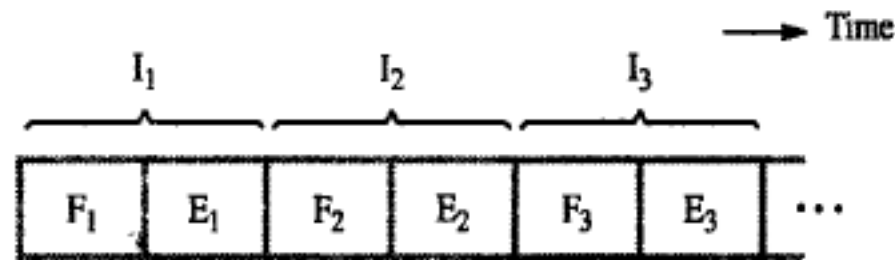 Time
I₁ I₂ I₃
F₁ E₁ F₂ E₂ F₃ E₃ ...